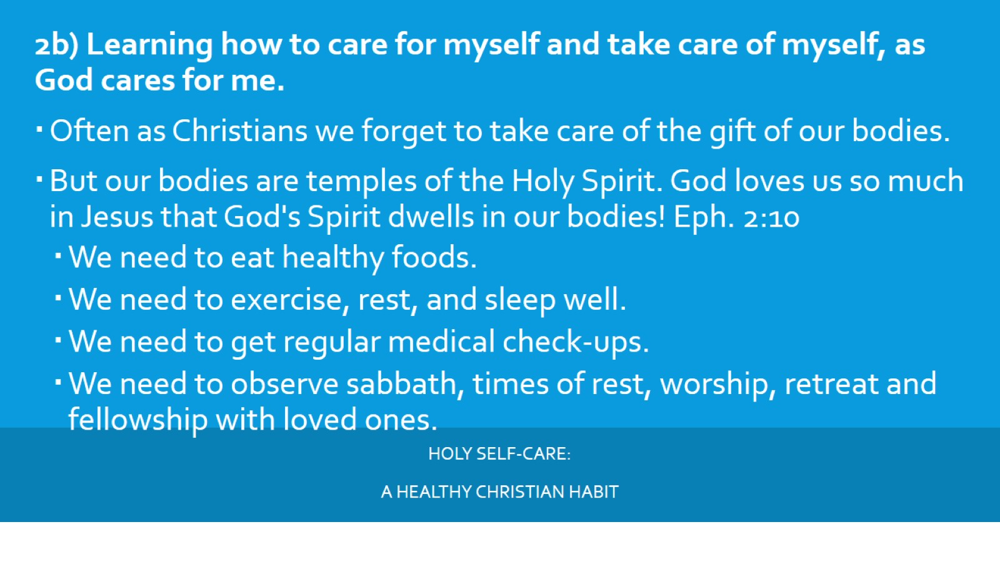 2b) Learning how to care for myself and take care of myself, as
God cares for me.
▪ Often as Christians we forget to take care of the gift of our bodies.
▪ But our bodies are temples of the Holy Spirit. God loves us so much
in Jesus that God's Spirit dwells in our bodies! Eph. 2:10
▪ We need to eat healthy foods.
▪ We need to exercise, rest, and sleep well.
▪ We need to get regular medical check-ups.
▪ We need to observe sabbath, times of rest, worship, retreat and
fellowship with loved ones.
HOLY SELF-CARE:
A HEALTHY CHRISTIAN HABIT